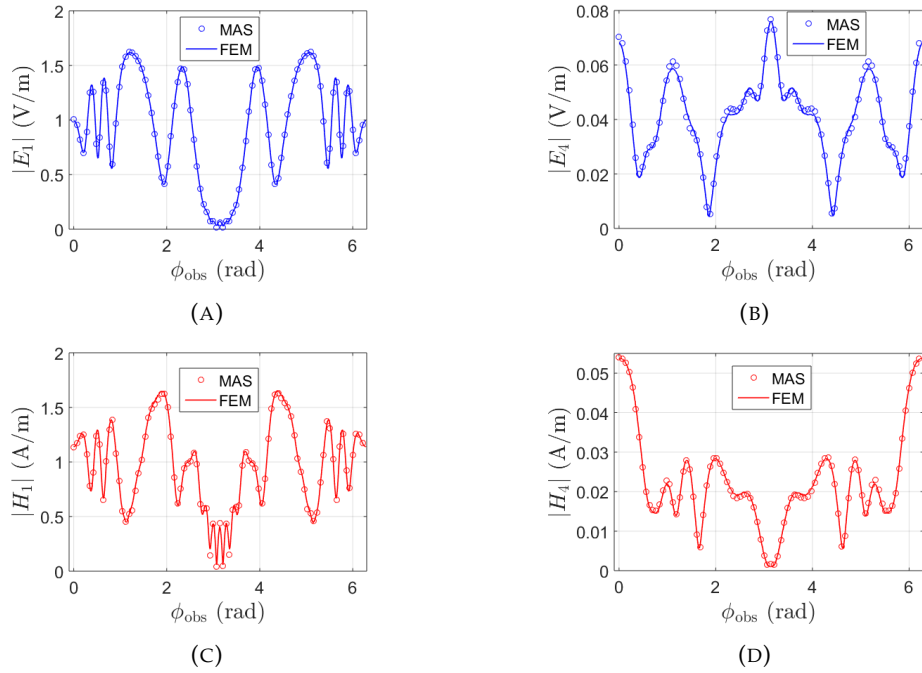 2
1.5
1
0.5
0
|E₁| (V/m)
MAS
FEM
0 2 4 6
ϕobs (rad)
(A)
0.08
0.06
0.04
0.02
0
|E₄| (V/m)
MAS
FEM
0 2 4 6
ϕobs (rad)
(B)
2
1.5
1
0.5
0
|H₁| (A/m)
MAS
FEM
0 2 4 6
ϕobs (rad)
(C)
0.05
0.04
0.03
0.02
0.01
0
|H₄| (A/m)
MAS
FEM
0 2 4 6
ϕobs (rad)
(D)